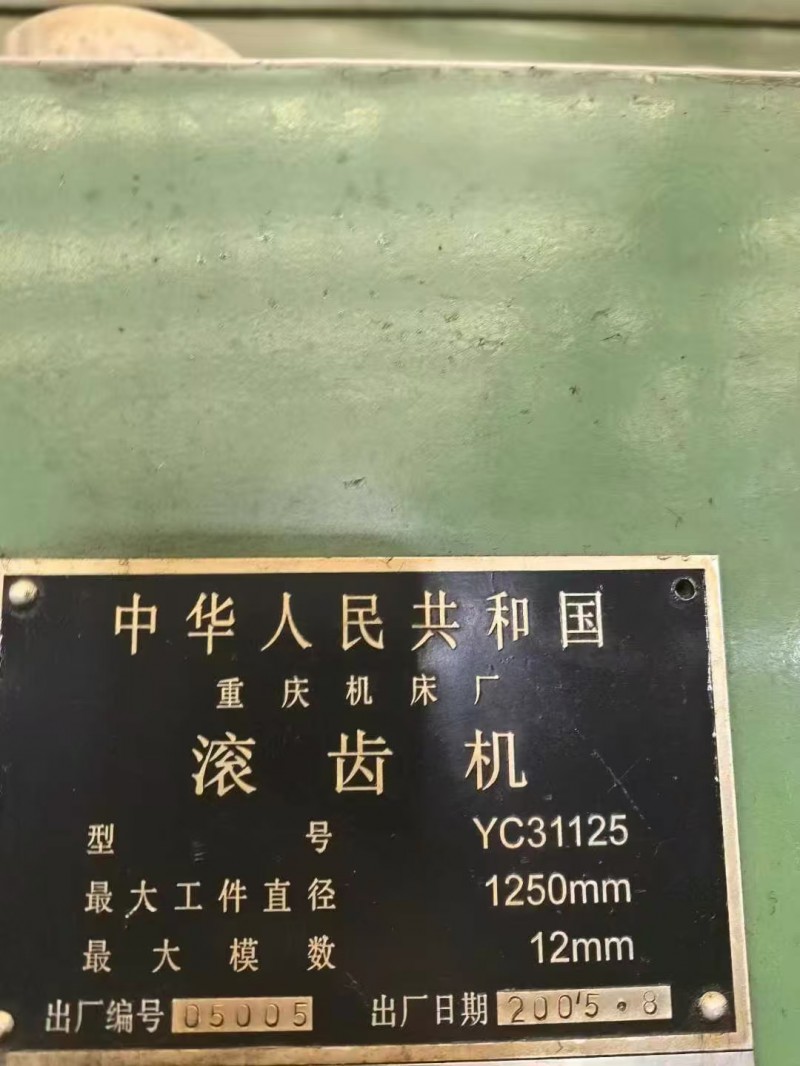 中华人民共和国
重庆机床厂
滚齿机
型号 YC31125
最大工件直径 1250mm
最大模数 12mm
出厂编号 05005 出厂日期 2005.8